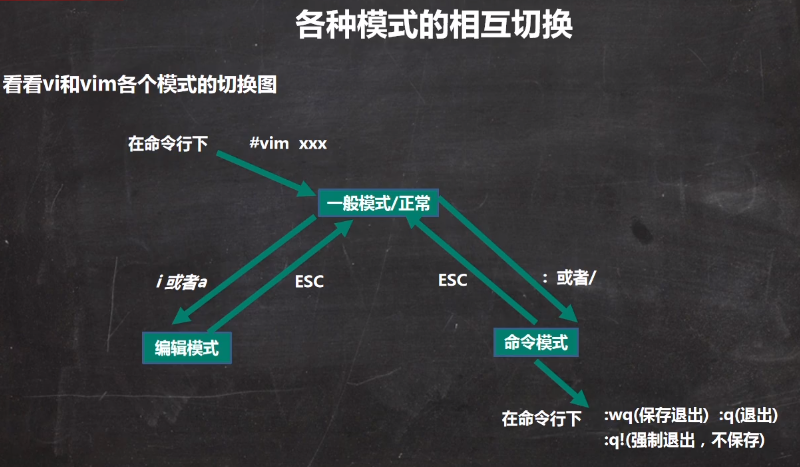 各种模式的相互切换
看看vi和vim各个模式的切换图
在命令行下 #vim xxx
一般模式/正常
i 或者a
ESC
ESC
: 或者/
编辑模式
命令模式
在命令行下
:wq(保存退出) :q(退出)
:q!(强制退出，不保存)